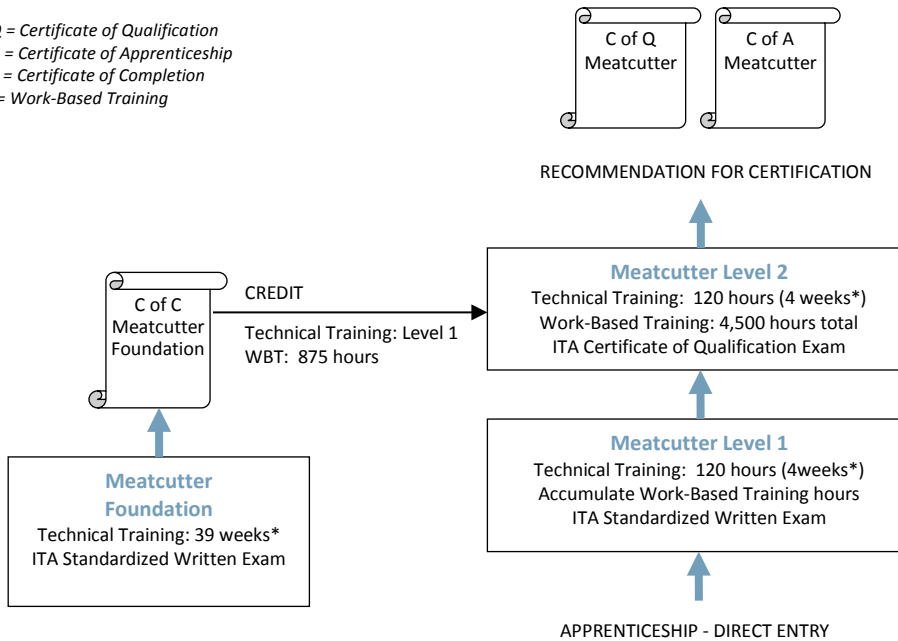 = Certificate of Qualification
= Certificate of Apprenticeship
= Certificate of Completion
= Work-Based Training
C of Q
Meatcutter
C of A
Meatcutter
RECOMMENDATION FOR CERTIFICATION
Meatcutter Level 2
Technical Training: 120 hours (4 weeks*)
Work-Based Training: 4,500 hours total
ITA Certificate of Qualification Exam
C of C
Meatcutter
Foundation
CREDIT
Technical Training: Level 1
WBT: 875 hours
Meatcutter Level 1
Technical Training: 120 hours (4weeks*)
Accumulate Work-Based Training hours
ITA Standardized Written Exam
Meatcutter
Foundation
Technical Training: 39 weeks*
ITA Standardized Written Exam
APPRENTICESHIP - DIRECT ENTRY